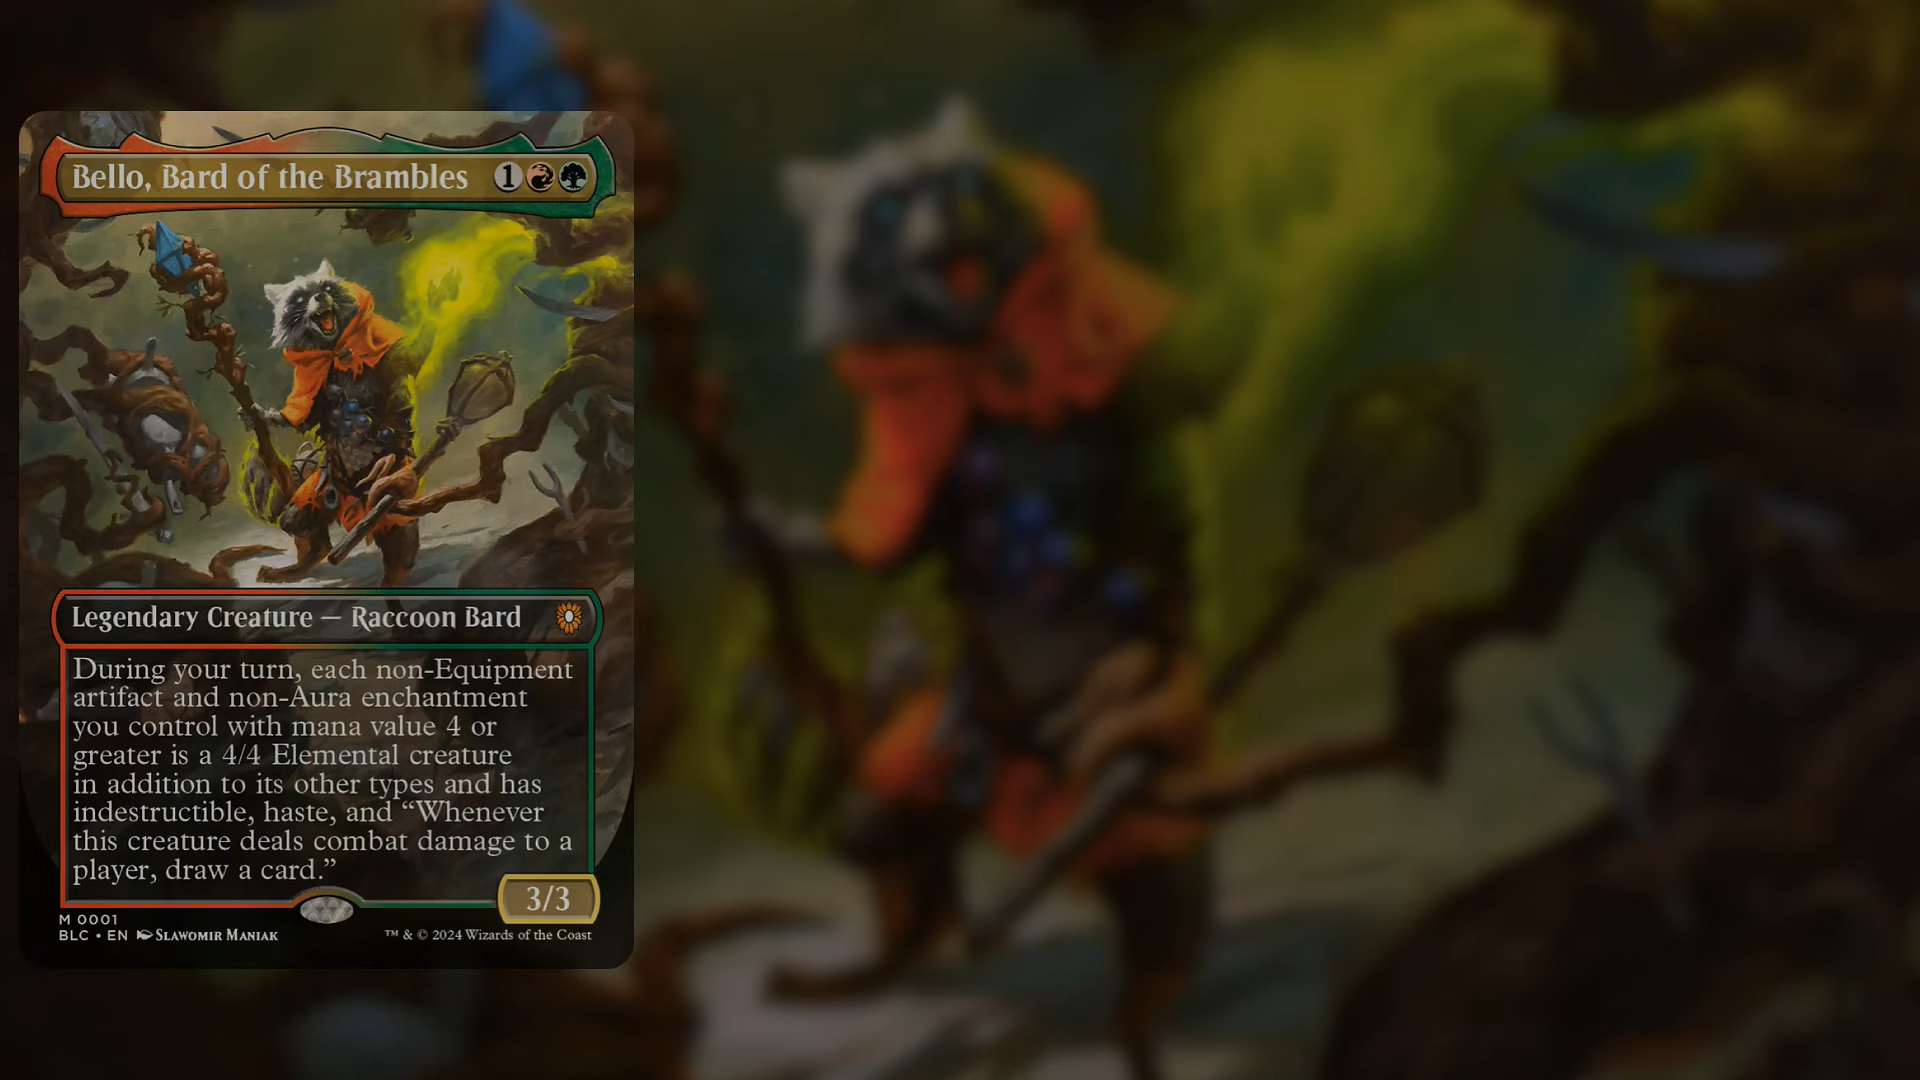 Bello, Bard of the Brambles 1
Legendary Creature — Raccoon Bard
During your turn, each non-Equipment
artifact and non-Aura enchantment
you control with mana value 4 or
greater is a 4/4 Elemental creature
in addition to its other types and has
indestructible, haste, and “Whenever
this creature deals combat damage to a
player, draw a card.”
3/3
M 0001
BLC • EN SLAWOMIR MANIAK
™ & © 2024 Wizards of the Coast